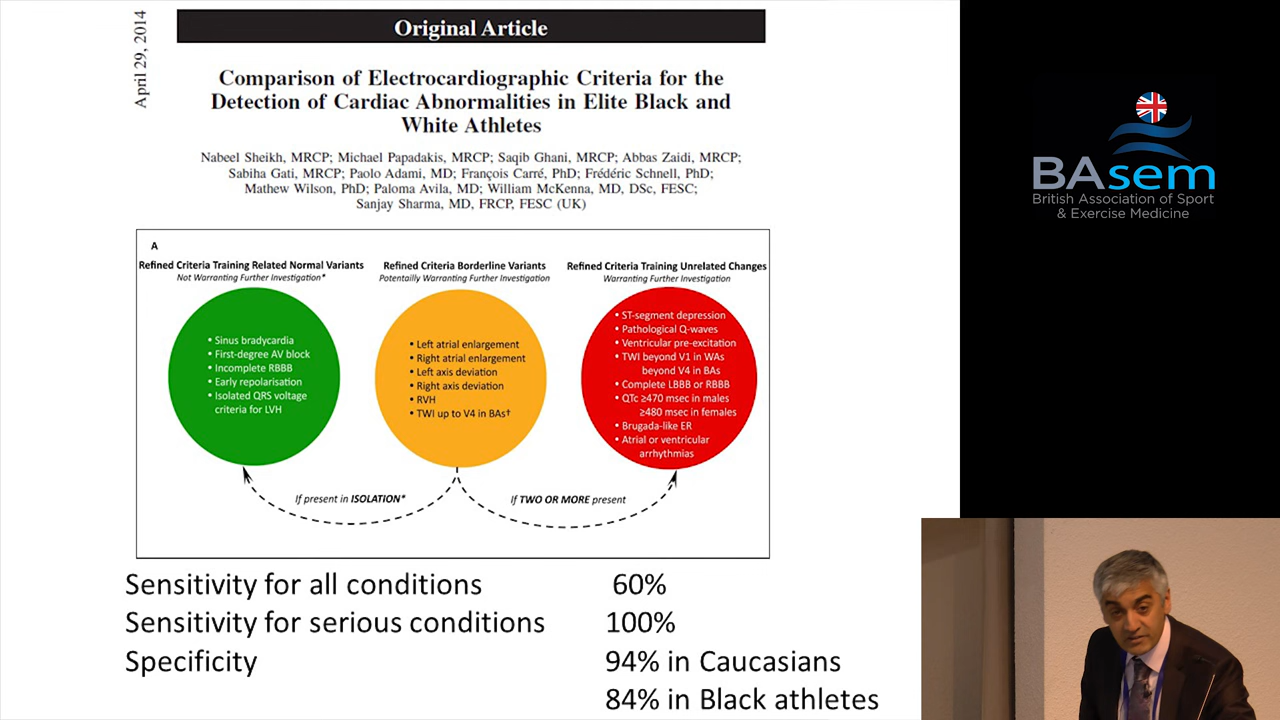 April 29, 2014
Original Article
Comparison of Electrocardiographic Criteria for the
Detection of Cardiac Abnormalities in Elite Black and
White Athletes
Nabeel Sheikh, MRCP; Michael Papadakis, MRCP; Saqib Ghani, MRCP; Abbas Zaidi, MRCP;
Sabiha Gati, MRCP; Paolo Adami, MD; François Carré, PhD; Frédéric Schnell, PhD;
Mathew Wilson, PhD; Paloma Avila, MD; William McKenna, MD, DSc, FESC;
Sanjay Sharma, MD, FRCP, FESC (UK)
A
Refined Criteria Training Related Normal Variants
Not Warranting Further Investigation*
• Sinus bradycardia
• First-degree AV block
• Incomplete RBBB
• Early repolarisation
• Isolated QRS voltage
criteria for LVH
Refined Criteria Borderline Variants
Potentailly Warranting Further Investigation
• Left atrial enlargement
• Right atrial enlargement
• Left axis deviation
• Right axis deviation
• RVH
• TWI up to V4 in BAs†
Refined Criteria Training Unrelated Changes
Warranting Further Investigation
• ST-segment depression
• Pathological Q-waves
• Ventricular pre-excitation
• TWI beyond V1 in WAs
beyond V4 in BAs
• Complete LBBB or RBBB
• QTc ≥470 msec in males
≥480 msec in females
• Brugada-like ER
• Atrial or ventricular
arrhythmias
If present in ISOLATION*
If TWO OR MORE present
Sensitivity for all conditions 60%
Sensitivity for serious conditions 100%
Specificity 94% in Caucasians
84% in Black athletes
BAsem
British Association of Sport
& Exercise Medicine